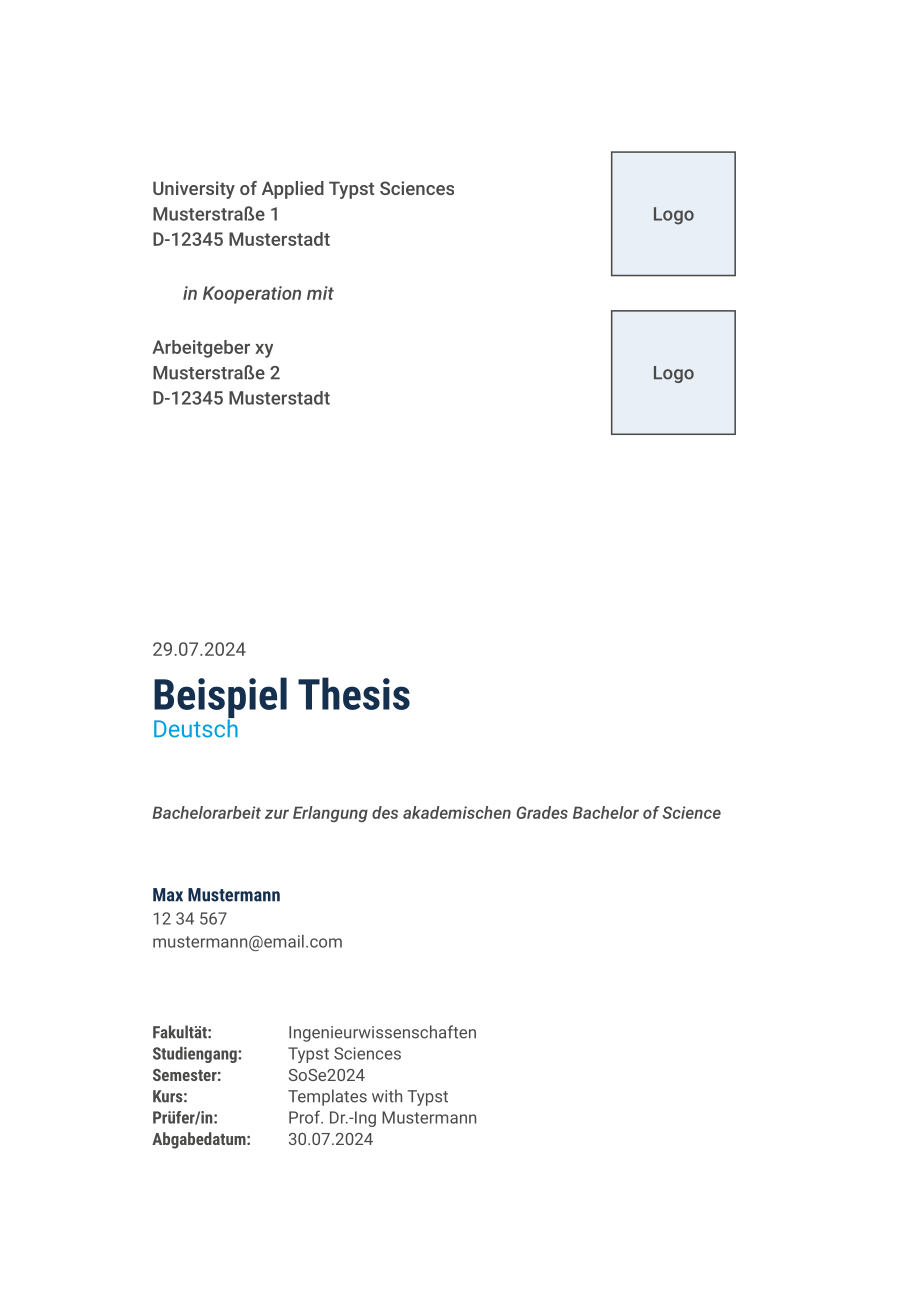 University of Applied Typst Sciences
Musterstraße 1
D-12345 Musterstadt
Logo
in Kooperation mit
Arbeitgeber xy
Musterstraße 2
D-12345 Musterstadt
Logo
29.07.2024
Beispiel Thesis
Deutsch
Bachelorarbeit zur Erlangung des akademischen Grades Bachelor of Science
Max Mustermann
12 34 567
mustermann@email.com
Fakultät: Ingenieurwissenschaften
Studiengang: Typst Sciences
Semester: SoSe2024
Kurs: Templates with Typst
Prüfer/in: Prof. Dr.-Ing Mustermann
Abgabedatum: 30.07.2024